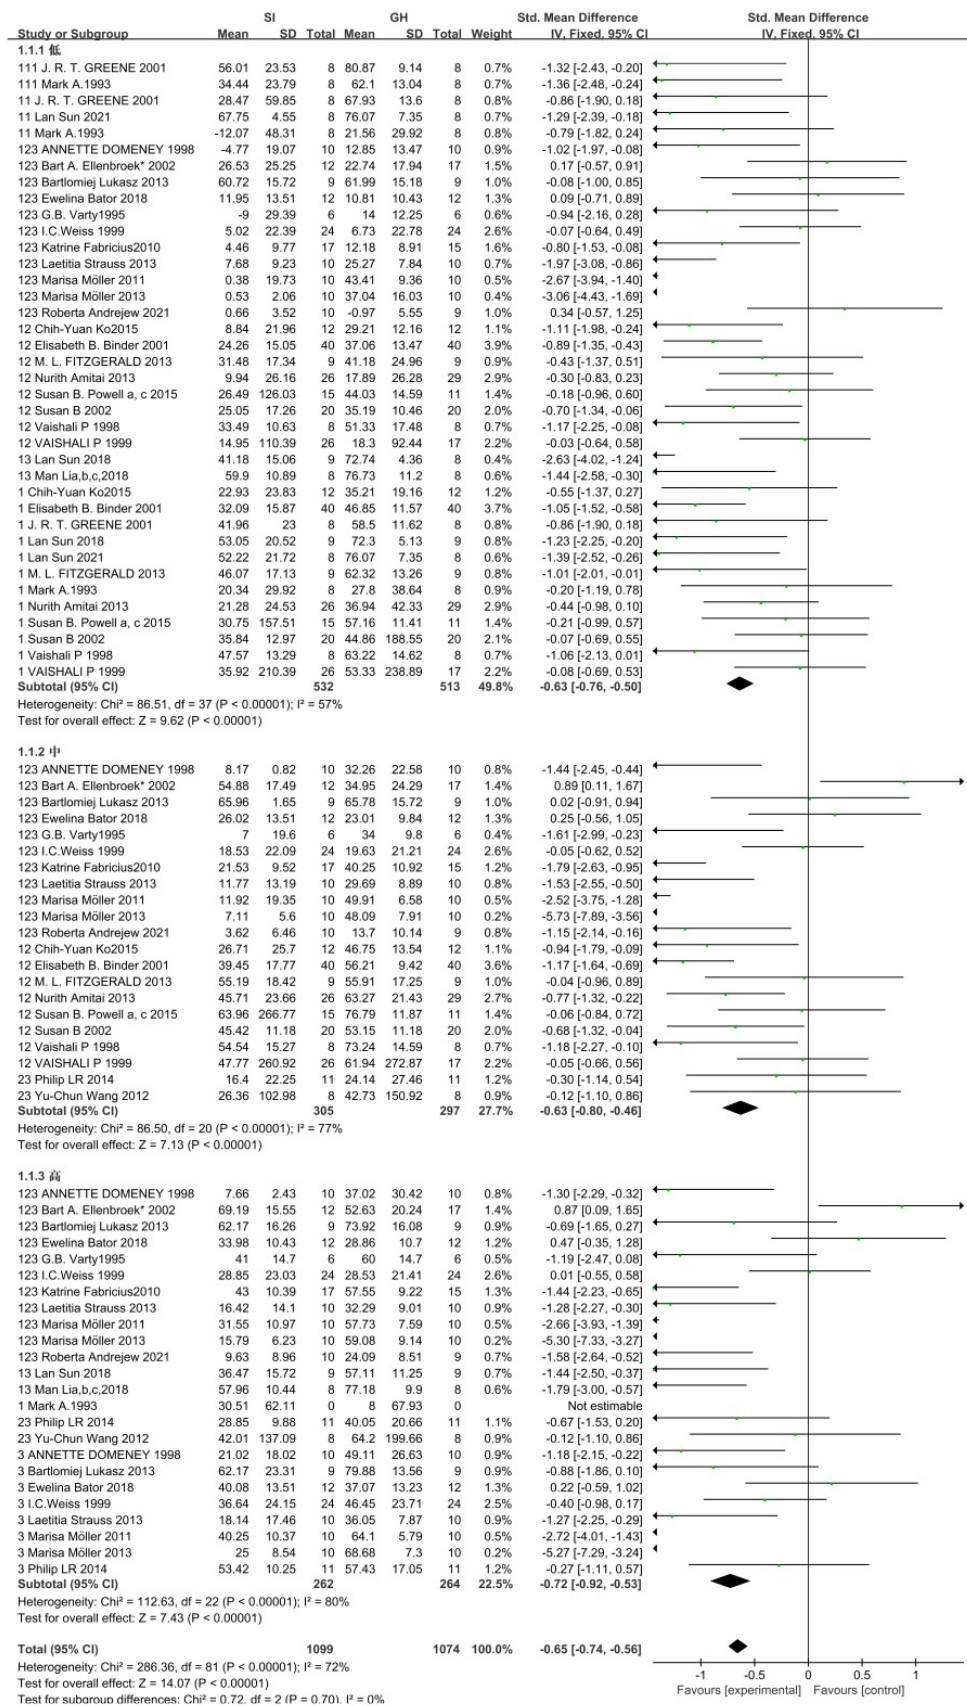 SI GH Std. Mean Difference Std. Mean Difference
Study or Subgroup Mean SD Total Mean SD Total Weight IV, Fixed, 95% CI IV, Fixed, 95% CI
1.1.1 低
111 J. R. T. GREENE 2001 56.01 23.53 8 80.87 9.14 8 0.7% -1.32 [-2.43, -0.20]
111 Mark A.1993 34.44 23.79 8 62.1 13.04 8 0.7% -1.36 [-2.48, -0.24]
11 J. R. T. GREENE 2001 28.47 59.85 8 67.93 13.6 8 0.8% -0.86 [-1.90, 0.18]
11 Lan Sun 2021 67.75 4.55 8 76.07 7.35 8 0.7% -1.29 [-2.39, -0.18]
11 Mark A.1993 -12.07 48.31 8 21.56 29.92 8 0.8% -0.79 [-1.82, 0.24]
123 ANNETTE DOMENEY 1998 -4.77 19.07 10 12.85 13.47 10 0.9% -1.02 [-1.97, -0.08]
123 Bart A. Ellenbroek* 2002 26.53 25.25 12 22.74 17.94 17 1.5% 0.17 [-0.57, 0.91]
123 Bartlomiej Lukasz 2013 60.72 15.72 9 61.99 15.18 9 1.0% -0.08 [-1.00, 0.85]
123 Ewelina Bator 2018 11.95 13.51 12 10.81 10.43 12 1.3% 0.09 [-0.71, 0.89]
123 G.B. Varty1995 -9 29.39 6 14 12.25 6 0.5% -0.94 [-2.16, 0.28]
123 I.C.Weiss 1999 5.02 22.39 24 6.73 22.78 24 2.5% -0.07 [-0.64, 0.49]
123 Katrine Fabricius2010 4.46 9.77 17 12.18 8.91 15 1.5% -0.80 [-1.53, -0.08]
123 Laetitia Strauss 2013 7.68 9.23 10 25.27 7.84 10 0.7% -1.97 [-3.08, -0.86]
123 Marisa Möller 2011 0.38 19.73 10 43.41 9.36 10 0.5% -2.67 [-3.94, -1.40]
123 Marisa Möller 2013 0.53 2.06 10 37.04 16.03 10 0.4% -3.06 [-4.43, -1.69]
123 Roberta Andrejew 2021 0.66 3.52 10 -0.97 5.55 9 1.0% 0.34 [-0.57, 1.25]
12 Chih-Yuan Ko2015 8.84 21.96 12 29.21 12.16 12 1.1% -1.11 [-1.98, -0.24]
12 Elisabeth B. Binder 2001 24.26 15.05 40 37.06 13.47 40 3.9% -0.89 [-1.35, -0.43]
12 M. L. FITZGERALD 2013 31.48 17.34 9 41.18 24.96 9 0.9% -0.43 [-1.37, 0.51]
12 Nurith Amitai 2013 9.94 26.16 26 17.89 26.28 29 2.9% -0.30 [-0.83, 0.23]
12 Susan B. Powell a, c 2015 26.49 126.03 15 44.03 14.59 11 1.3% -0.18 [-0.96, 0.60]
12 Susan B 2002 25.05 17.26 20 35.19 10.46 20 2.0% -0.70 [-1.34, -0.06]
12 Vaishali P 1998 33.49 10.63 8 51.33 17.48 8 0.7% -1.17 [-2.25, -0.08]
12 VAISHALI P 1999 14.95 110.39 26 18.3 92.44 17 2.2% -0.03 [-0.64, 0.58]
13 Lan Sun 2018 41.18 15.06 9 72.74 4.36 8 0.4% -2.63 [-4.02, -1.24]
13 Man Lia,b,c,2018 59.9 10.89 8 76.73 11.2 8 0.6% -1.44 [-2.58, -0.30]
1 Chih-Yuan Ko2015 22.93 23.83 12 35.21 19.16 12 1.2% -0.55 [-1.37, 0.27]
1 Elisabeth B. Binder 2001 32.09 15.87 40 46.85 11.57 40 3.7% -1.05 [-1.52, -0.58]
1 J. R. T. GREENE 2001 41.96 23 8 58.5 11.62 8 0.8% -0.86 [-1.90, 0.18]
1 Lan Sun 2018 53.05 20.52 9 72.3 5.13 9 0.8% -1.23 [-2.25, -0.20]
1 Lan Sun 2021 52.22 21.72 8 76.07 7.35 8 0.6% -1.39 [-2.52, -0.26]
1 M. L. FITZGERALD 2013 46.07 17.13 9 62.32 13.26 9 0.8% -1.01 [-2.01, -0.01]
1 Mark A.1993 20.34 29.92 8 27.8 38.64 8 0.8% -0.20 [-1.19, 0.78]
1 Nurith Amitai 2013 21.28 24.53 26 36.94 42.33 29 2.8% -0.44 [-0.98, 0.10]
1 Susan B. Powell a, c 2015 30.75 157.51 15 57.16 11.41 11 1.3% -0.21 [-0.99, 0.57]
1 Susan B 2002 35.84 12.97 20 44.86 188.55 20 2.1% -0.07 [-0.69, 0.55]
1 Vaishali P 1998 47.57 13.29 8 63.22 14.62 8 0.7% -1.06 [-2.13, 0.01]
1 VAISHALI P 1999 35.92 210.39 26 53.33 238.89 17 2.2% -0.08 [-0.69, 0.53]
Subtotal (95% CI) 532 513 49.8% -0.63 [-0.76, -0.50]
Heterogeneity: Chi² = 86.51, df = 37 (P < 0.00001); I² = 57%
Test for overall effect: Z = 9.62 (P < 0.00001)
1.1.2 中
123 ANNETTE DOMENEY 1998 8.17 0.82 10 32.26 22.58 10 0.8% -1.44 [-2.45, -0.44]
123 Bart A. Ellenbroek* 2002 54.88 17.49 12 34.95 24.29 17 1.4% 0.89 [0.11, 1.67]
123 Bartlomiej Lukasz 2013 65.96 1.65 9 65.78 15.72 9 1.0% 0.02 [-0.91, 0.94]
123 Ewelina Bator 2018 26.02 13.51 12 23.01 9.84 12 1.2% 0.25 [-0.56, 1.05]
123 G.B. Varty1995 7 19.6 6 34 9.8 6 0.4% -1.61 [-2.99, -0.23]
123 I.C.Weiss 1999 18.53 22.09 24 19.63 21.21 24 2.5% -0.05 [-0.62, 0.52]
123 Katrine Fabricius2010 21.53 9.52 17 40.25 10.92 15 1.2% -1.79 [-2.63, -0.95]
123 Laetitia Strauss 2013 11.77 13.19 10 29.69 8.89 10 0.8% -1.53 [-2.55, -0.50]
123 Marisa Möller 2011 11.92 19.35 10 49.91 6.58 10 0.5% -2.52 [-3.75, -1.28]
123 Marisa Möller 2013 7.11 5.6 10 48.09 7.91 10 0.2% -5.73 [-7.89, -3.56]
123 Roberta Andrejew 2021 3.62 6.46 10 13.7 10.14 9 0.8% -1.15 [-2.14, -0.16]
12 Chih-Yuan Ko2015 26.71 25.7 12 46.75 13.54 12 1.1% -0.94 [-1.79, -0.09]
12 Elisabeth B. Binder 2001 39.45 17.77 40 56.21 9.42 40 3.6% -1.17 [-1.64, -0.69]
12 M. L. FITZGERALD 2013 55.19 18.42 9 55.91 17.25 9 1.0% -0.04 [-0.96, 0.89]
12 Nurith Amitai 2013 45.71 23.66 26 63.27 21.43 29 2.7% -0.77 [-1.32, -0.22]
12 Susan B. Powell a, c 2015 63.96 266.77 15 76.79 11.87 11 1.3% -0.06 [-0.84, 0.72]
12 Susan B 2002 45.42 11.18 20 53.15 11.18 20 2.0% -0.68 [-1.32, -0.04]
12 Vaishali P 1998 54.54 15.27 8 73.24 14.59 8 0.7% -1.18 [-2.27, -0.10]
12 VAISHALI P 1999 47.77 260.92 26 61.94 272.87 17 2.2% -0.05 [-0.66, 0.56]
23 Philip LR 2014 16.4 22.25 11 24.14 27.46 11 1.2% -0.30 [-1.14, 0.54]
23 Yu-Chun Wang 2012 26.36 102.98 8 42.73 150.92 8 0.9% -0.12 [-1.10, 0.86]
Subtotal (95% CI) 305 297 27.7% -0.63 [-0.80, -0.46]
Heterogeneity: Chi² = 86.50, df = 20 (P < 0.00001); I² = 77%
Test for overall effect: Z = 7.13 (P < 0.00001)
1.1.3 高
123 ANNETTE DOMENEY 1998 7.66 2.43 10 37.02 30.42 10 0.8% -1.30 [-2.29, -0.32]
123 Bart A. Ellenbroek* 2002 69.19 15.55 12 52.63 20.24 17 1.4% 0.87 [0.09, 1.65]
123 Bartlomiej Lukasz 2013 62.17 16.26 9 73.92 16.08 9 0.9% -0.69 [-1.65, 0.27]
123 Ewelina Bator 2018 33.98 10.43 12 28.86 10.7 12 1.2% 0.47 [-0.35, 1.28]
123 G.B. Varty1995 41 14.7 6 60 14.7 6 0.5% -1.19 [-2.47, 0.08]
123 I.C.Weiss 1999 28.85 23.03 24 28.53 21.41 24 2.5% 0.01 [-0.55, 0.58]
123 Katrine Fabricius2010 43 10.39 17 57.55 9.22 15 1.3% -1.44 [-2.23, -0.65]
123 Laetitia Strauss 2013 16.42 14.1 10 32.29 9.01 10 0.8% -1.28 [-2.27, -0.30]
123 Marisa Möller 2011 31.55 10.97 10 57.73 7.59 10 0.5% -2.66 [-3.93, -1.39]
123 Marisa Möller 2013 15.79 6.23 10 59.08 9.14 10 0.2% -5.30 [-7.33, -3.27]
123 Roberta Andrejew 2021 9.63 8.96 10 24.09 8.51 9 0.7% -1.58 [-2.64, -0.52]
13 Lan Sun 2018 36.47 15.72 9 57.11 11.25 9 0.7% -1.44 [-2.50, -0.37]
13 Man Lia,b,c,2018 57.96 10.44 8 77.18 9.9 8 0.6% -1.79 [-3.00, -0.57]
1 Mark A.1993 30.51 62.11 0 8 67.93 0 Not estimable
23 Philip LR 2014 28.85 9.88 11 40.05 20.66 11 1.1% -0.67 [-1.53, 0.20]
23 Yu-Chun Wang 2012 42.01 137.09 8 64.2 199.66 8 0.8% -0.12 [-1.10, 0.86]
3 ANNETTE DOMENEY 1998 21.02 18.02 10 49.11 26.63 10 0.9% -1.18 [-2.15, -0.22]
3 Bartlomiej Lukasz 2013 62.17 23.31 9 79.88 13.56 9 0.8% -0.88 [-1.86, 0.10]
3 Ewelina Bator 2018 40.08 13.51 12 37.07 13.23 12 1.2% 0.22 [-0.59, 1.02]
3 I.C.Weiss 1999 36.64 24.15 24 46.45 23.71 24 2.4% -0.40 [-0.98, 0.17]
3 Laetitia Strauss 2013 18.14 17.46 10 36.05 7.87 10 0.8% -1.27 [-2.25, -0.29]
3 Marisa Möller 2011 40.25 10.37 10 64.1 5.79 10 0.5% -2.72 [-4.01, -1.43]
3 Marisa Möller 2013 25 8.54 10 68.68 7.3 10 0.2% -5.27 [-7.29, -3.24]
3 Philip LR 2014 53.42 10.25 11 57.43 17.05 11 1.2% -0.27 [-1.11, 0.57]
Subtotal (95% CI) 262 264 22.5% -0.72 [-0.92, -0.53]
Heterogeneity: Chi² = 112.63, df = 22 (P < 0.00001); I² = 80%
Test for overall effect: Z = 7.43 (P < 0.00001)
Total (95% CI) 1099 1074 100.0% -0.65 [-0.74, -0.56]
Heterogeneity: Chi² = 286.36, df = 81 (P < 0.00001); I² = 72%
Test for overall effect: Z = 14.07 (P < 0.00001)
Test for subgroup differences: Chi² = 0.72, df = 2 (P = 0.70), I² = 0%
-1 -0.5 0 0.5 1
Favours [experimental] Favours [control]